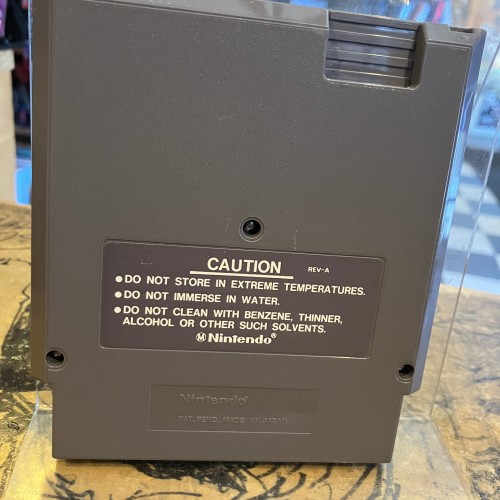 CAUTION REV-A
●DO NOT STORE IN EXTREME TEMPERATURES.
●DO NOT IMMERSE IN WATER.
●DO NOT CLEAN WITH BENZENE, THINNER,
ALCOHOL OR OTHER SUCH SOLVENTS.
Ⓜ Nintendo®
Nintendo
PAT. PEND. MADE IN JAPAN